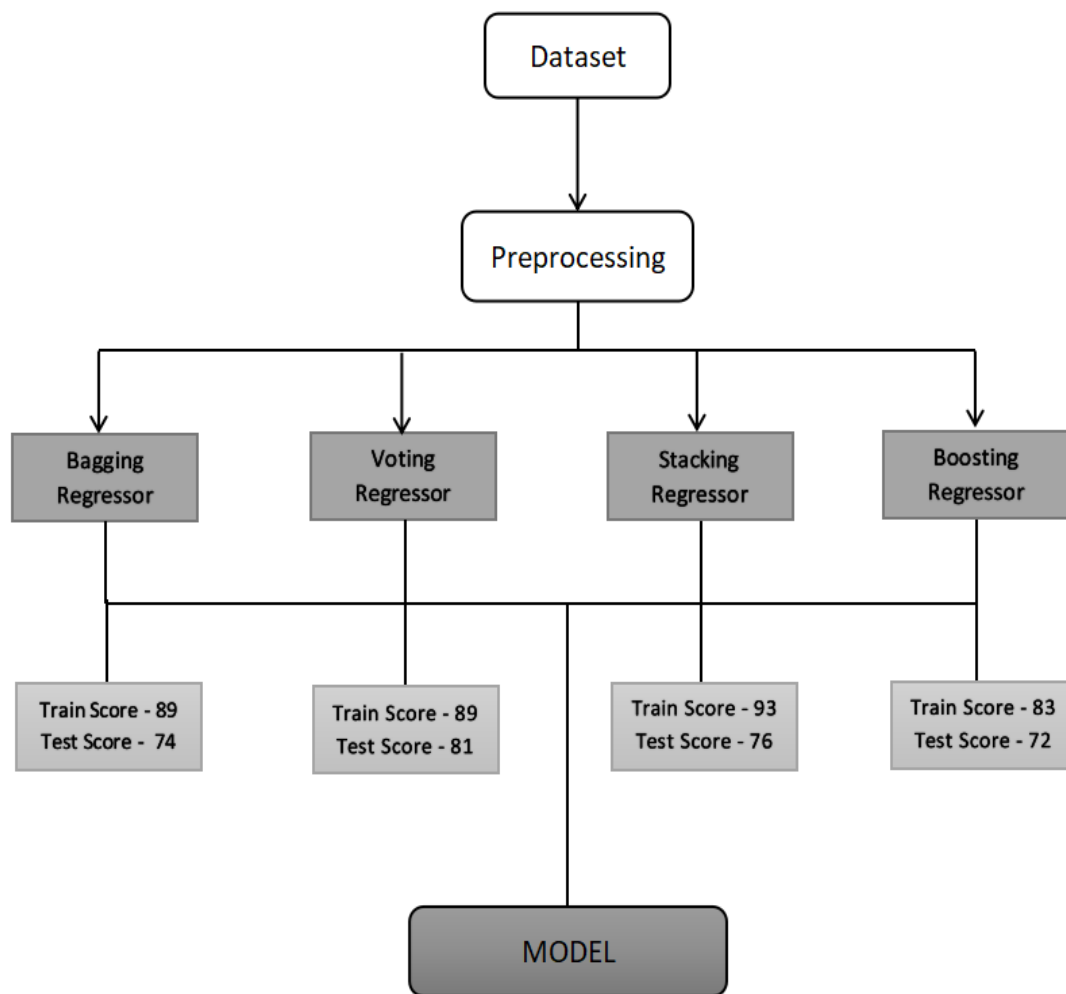 Dataset
Preprocessing
Bagging
Regressor
Voting
Regressor
Stacking
Regressor
Boosting
Regressor
Train Score - 89
Test Score - 74
Train Score - 89
Test Score - 81
Train Score - 93
Test Score - 76
Train Score - 83
Test Score - 72
MODEL